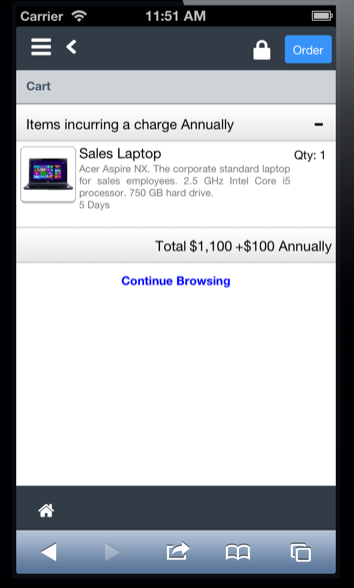 Carrier 11:51 AM
Order
Cart
Items incurring a charge Annually
Sales Laptop Qty: 1
Acer Aspire NX. The corporate standard laptop
for sales employees. 2.5 GHz Intel Core i5
processor. 750 GB hard drive.
5 Days
Total $1,100 +$100 Annually
Continue Browsing